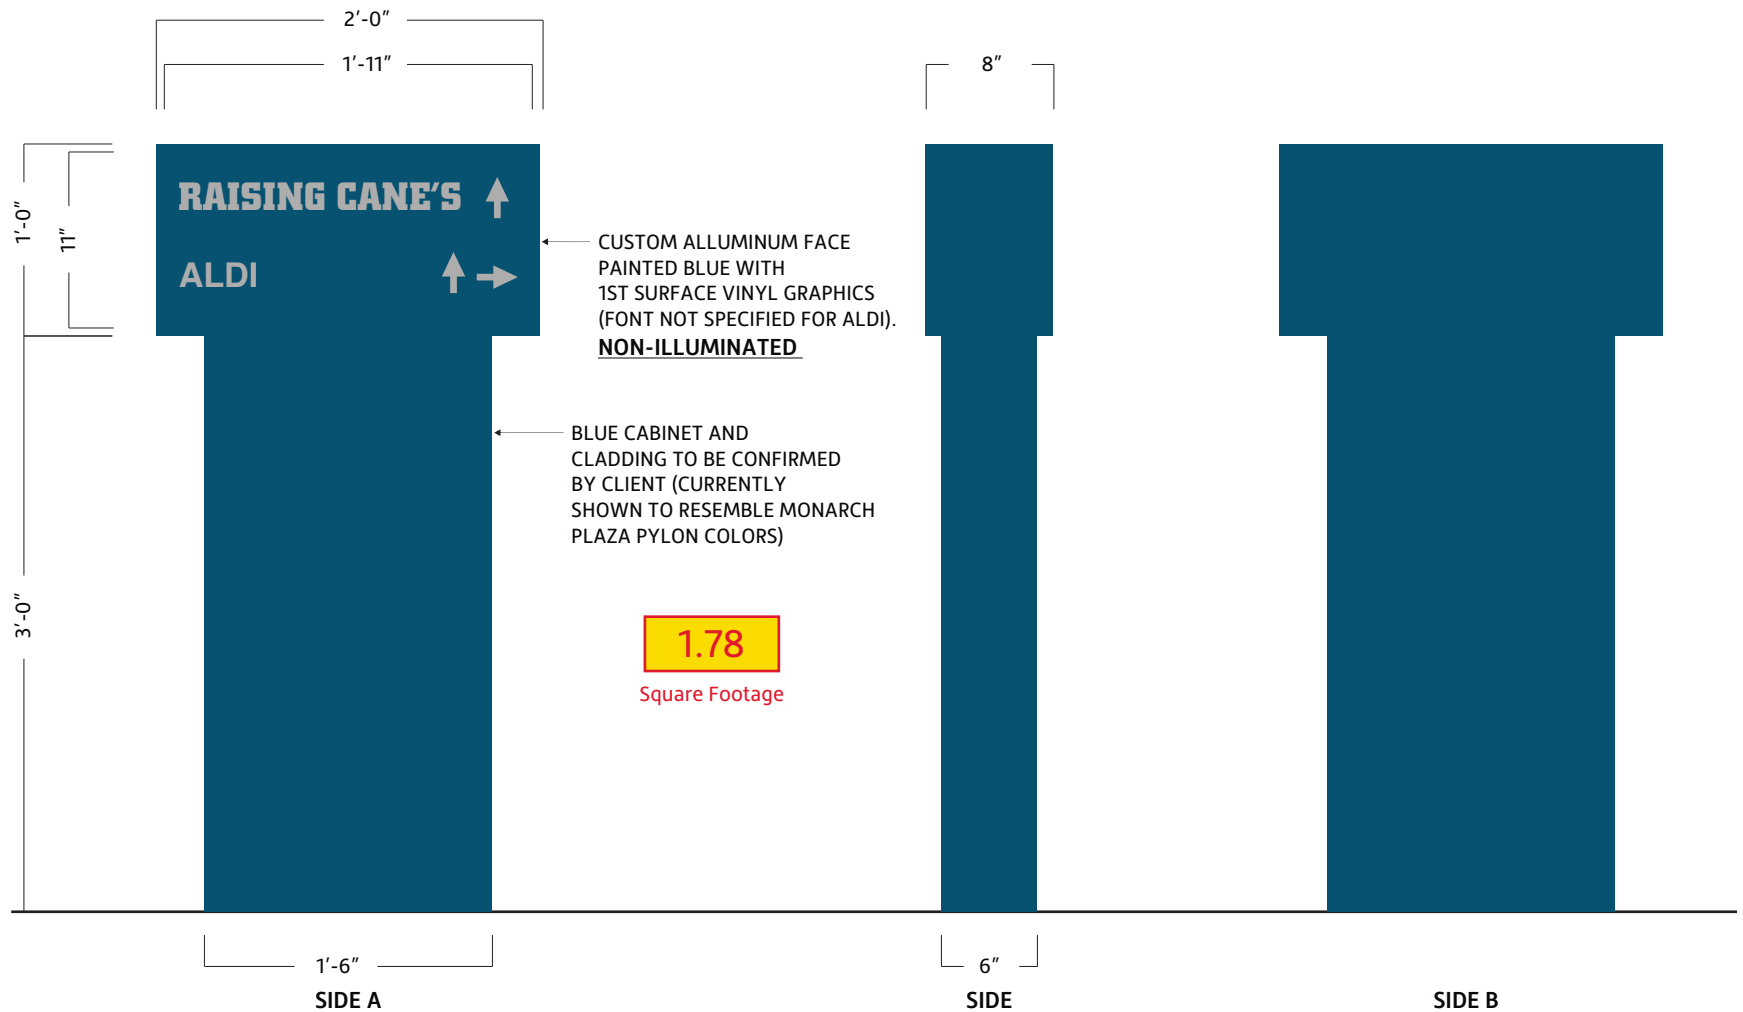 2'-0"
1'-11"
8"
1'-0"
11"
RAISING CANE'S
ALDI
CUSTOM ALLUMINUM FACE
PAINTED BLUE WITH
1ST SURFACE VINYL GRAPHICS
(FONT NOT SPECIFIED FOR ALDI).
NON-ILLUMINATED
BLUE CABINET AND
CLADDING TO BE CONFIRMED
BY CLIENT (CURRENTLY
SHOWN TO RESEMBLE MONARCH
PLAZA PYLON COLORS)
3'-0"
1.78
Square Footage
1'-6"
6"
SIDE A
SIDE
SIDE B